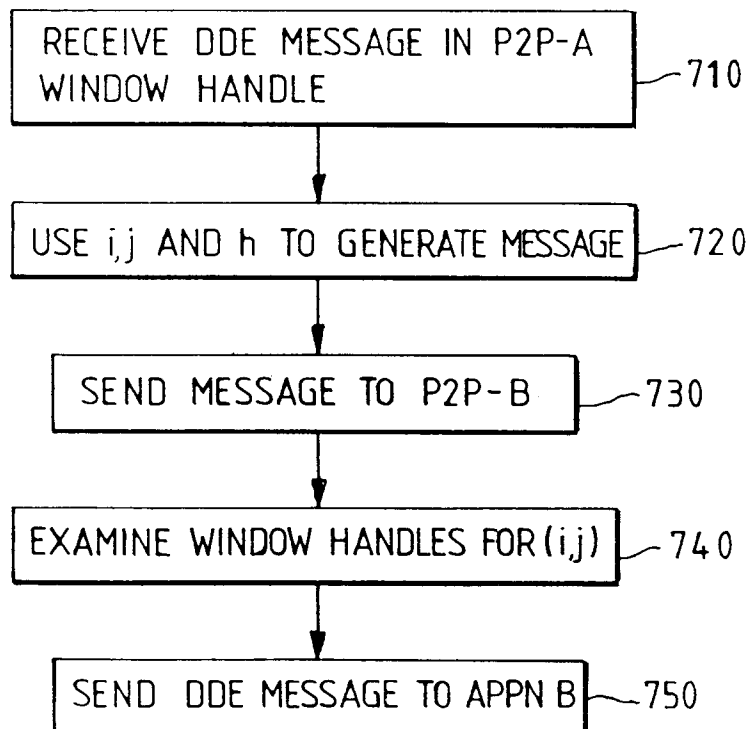 RECEIVE DDE MESSAGE IN P2P-A
WINDOW HANDLE
710
USE i,j AND h TO GENERATE MESSAGE
720
SEND MESSAGE TO P2P-B
730
EXAMINE WINDOW HANDLES FOR (i,j)
740
SEND DDE MESSAGE TO APPN B
750